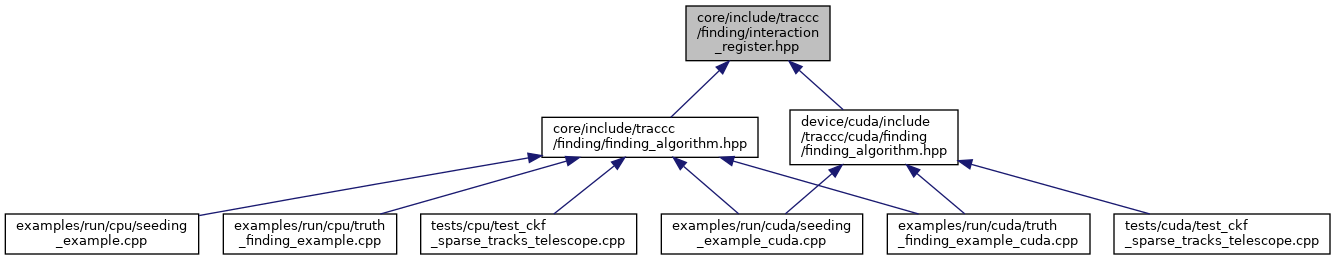 core/include/traccc
/finding/interaction
_register.hpp
core/include/traccc
/finding/finding_algorithm.hpp
device/cuda/include
/traccc/cuda/finding
/finding_algorithm.hpp
examples/run/cpu/seeding
_example.cpp
examples/run/cpu/truth
_finding_example.cpp
tests/cpu/test_ckf
_sparse_tracks_telescope.cpp
examples/run/cuda/seeding
_example_cuda.cpp
examples/run/cuda/truth
_finding_example_cuda.cpp
tests/cuda/test_ckf
_sparse_tracks_telescope.cpp